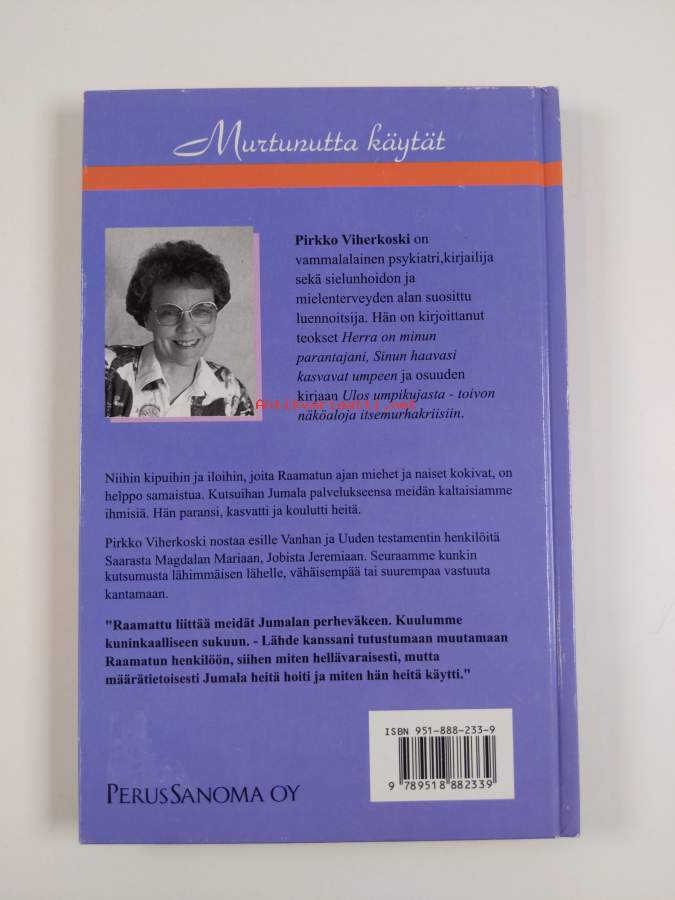 Murtunutta käytät
Pirkko Viherkoski on
vammalalainen psykiatri,kirjailija
sekä sielunhoidon ja
mielenterveyden alan suosittu
luennoitsija. Hän on kirjoittanut
teokset Herra on minun
parantajani, Sinun haavasi
kasvavat umpeen ja osuuden
kirjaan Ulos umpikujasta - toivon
näköaloja itsemurhakriisiin.
Antikvariaatti.net
Niihin kipuihin ja iloihin, joita Raamatun ajan miehet ja naiset kokivat, on
helppo samaistua. Kutsuihan Jumala palvelukseensa meidän kaltaisiamme
ihmisiä. Hän paransi, kasvatti ja koulutti heitä.
Pirkko Viherkoski nostaa esille Vanhan ja Uuden testamentin henkilöitä
Saarasta Magdalan Mariaan, Jobista Jeremiaan. Seuraamme kunkin
kutsumusta lähimmäisen lähelle, vähäisempää tai suurempaa vastuuta
kantamaan.
"Raamattu liittää meidät Jumalan perheväkeen. Kuulumme
kuninkaalliseen sukuun. - Lähde kanssani tutustumaan muutamaan
Raamatun henkilöön, siihen miten hellävaraisesti, mutta
määrätietoisesti Jumala heitä hoiti ja miten hän heitä käytti."
ISBN 951-888-233-9
9 789518 882339
PERUSSANOMA OY